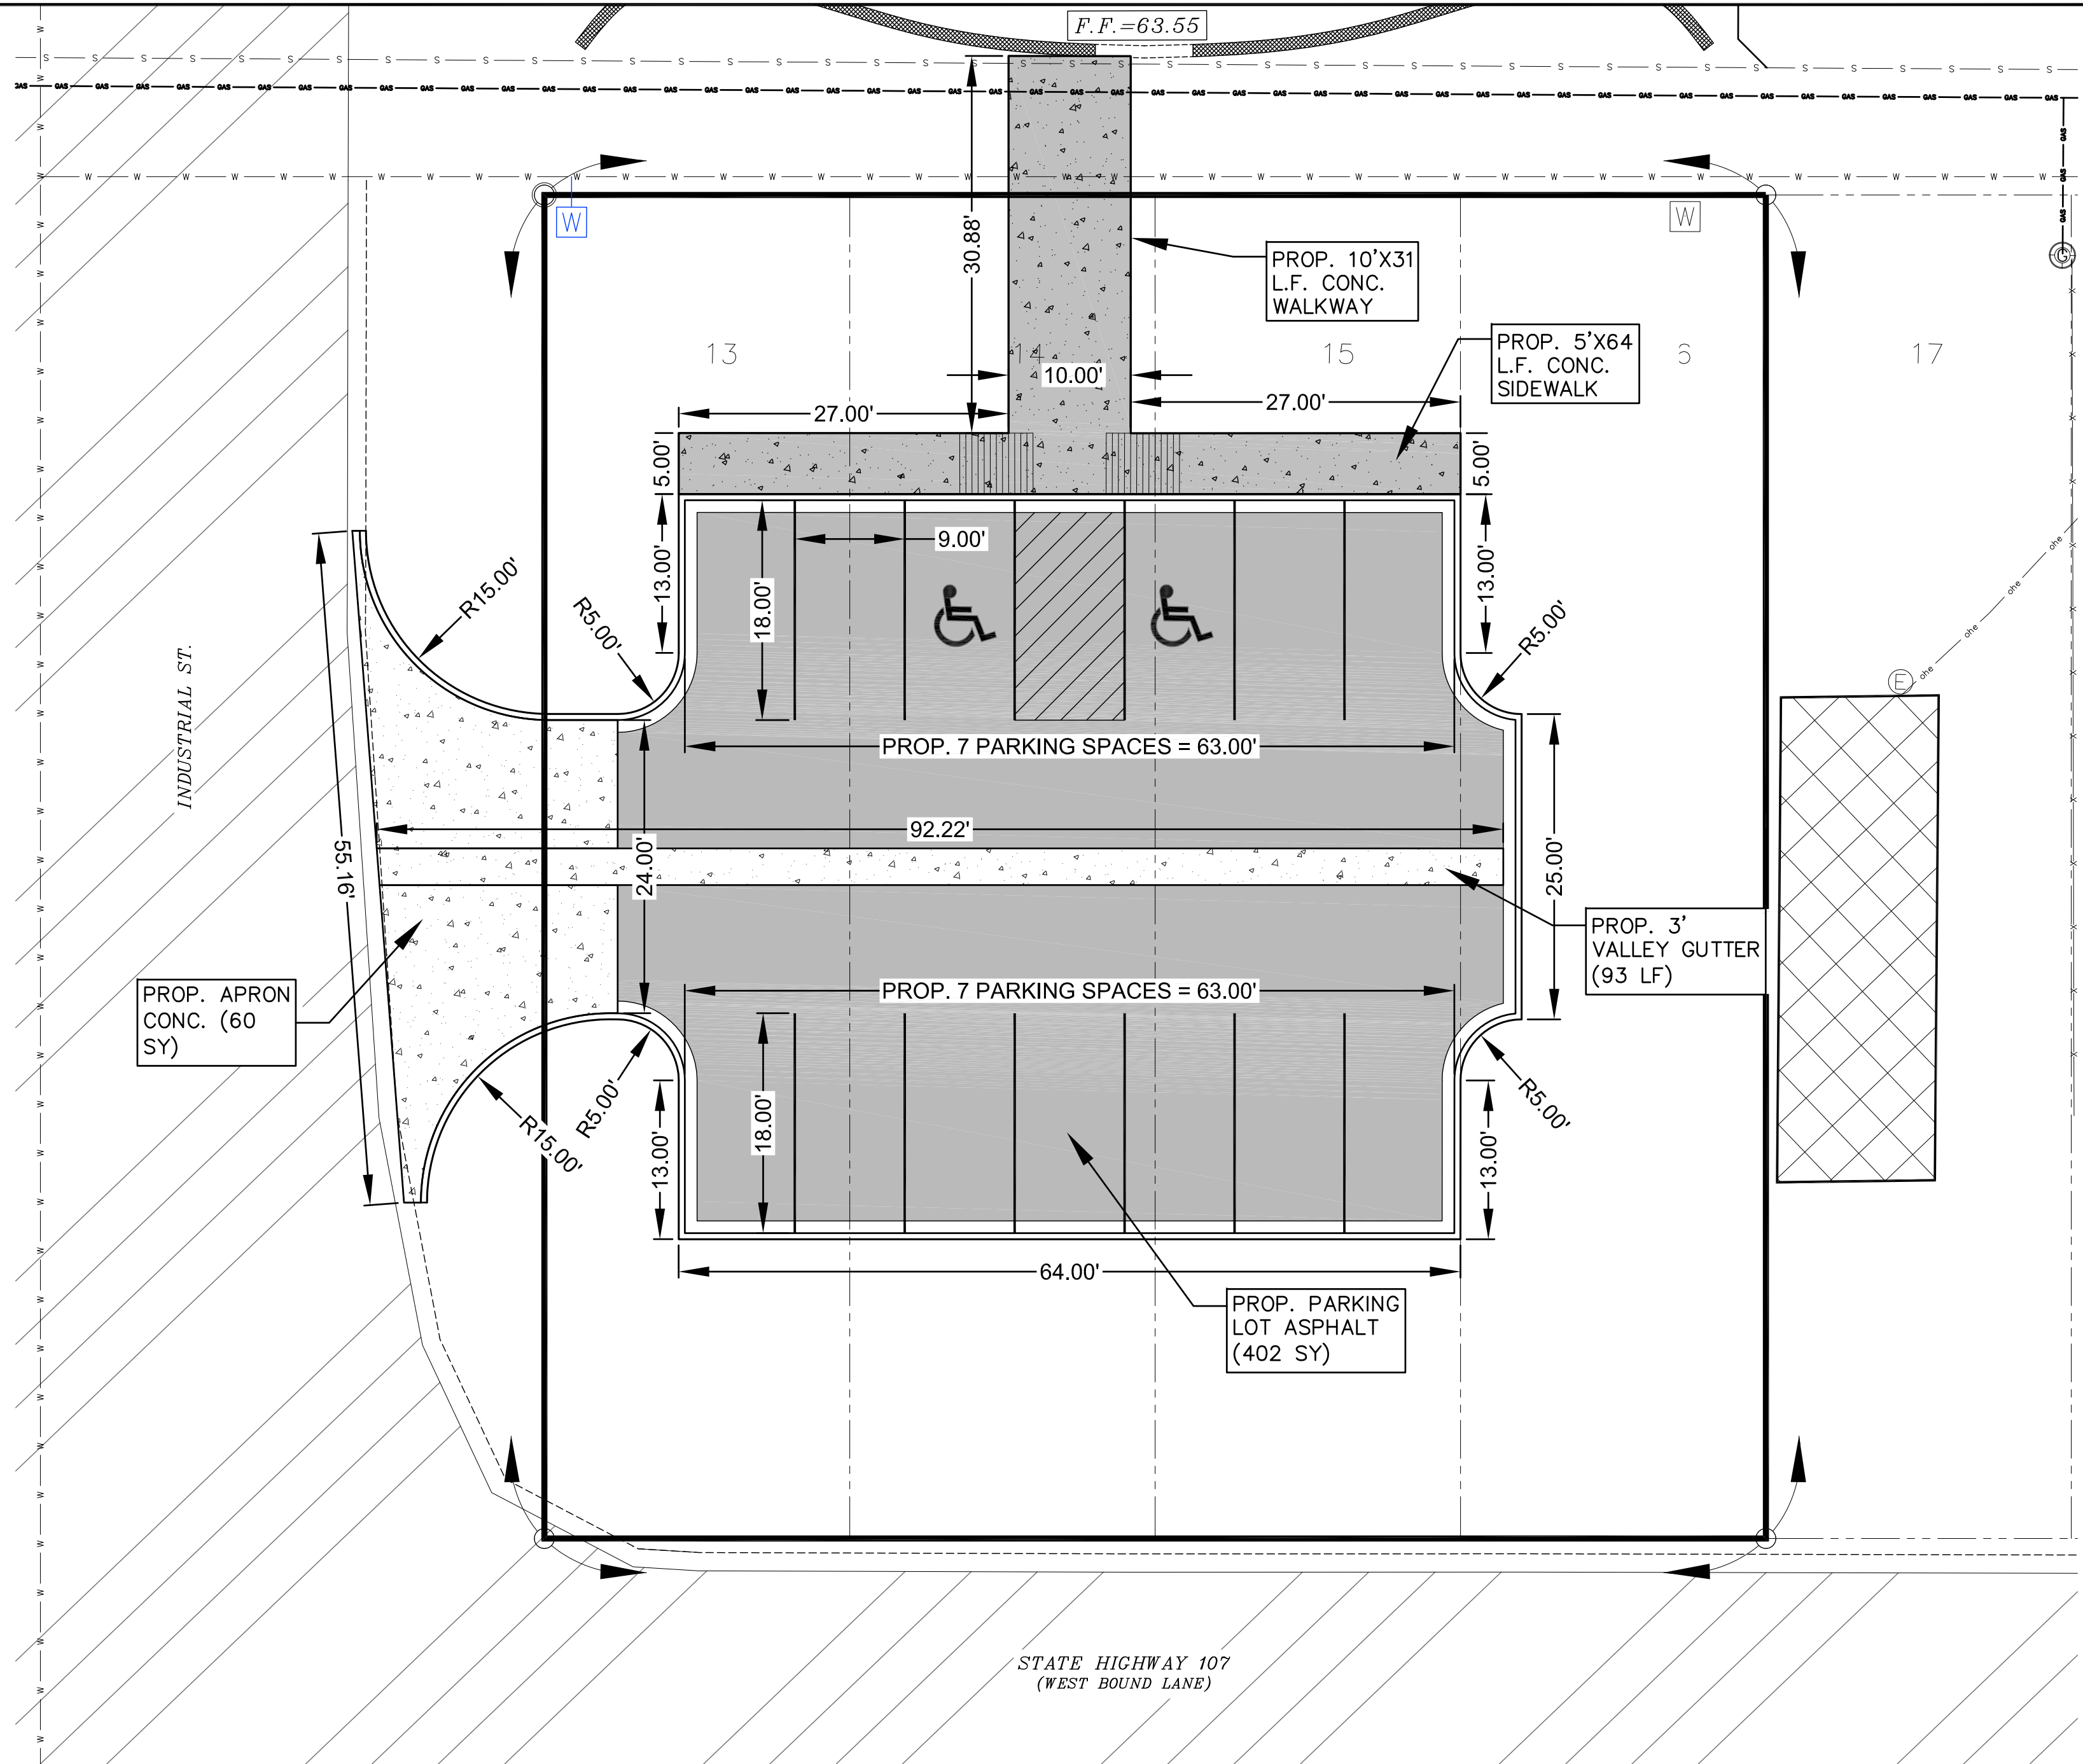 F.F.=63.55
W
W
30.88'
PROP. 10'X31
L.F. CONC.
WALKWAY
PROP. 5'X64
L.F. CONC.
SIDEWALK
13
14
15
6
17
G
10.00'
27.00'
27.00'
5.00'
5.00'
9.00'
13.00'
18.00'
13.00'
R15.00'
R5.00'
R5.00'
INDUSTRIAL ST.
E
ohe
ohe
ohe
PROP. 7 PARKING SPACES = 63.00'
92.22'
55.16'
24.00'
25.00'
PROP. 3'
VALLEY GUTTER
(93 LF)
PROP. APRON
CONC. (60
SY)
PROP. 7 PARKING SPACES = 63.00'
R15.00'
R5.00'
R5.00'
13.00'
18.00'
13.00'
64.00'
PROP. PARKING
LOT ASPHALT
(402 SY)
STATE HIGHWAY 107
(WEST BOUND LANE)